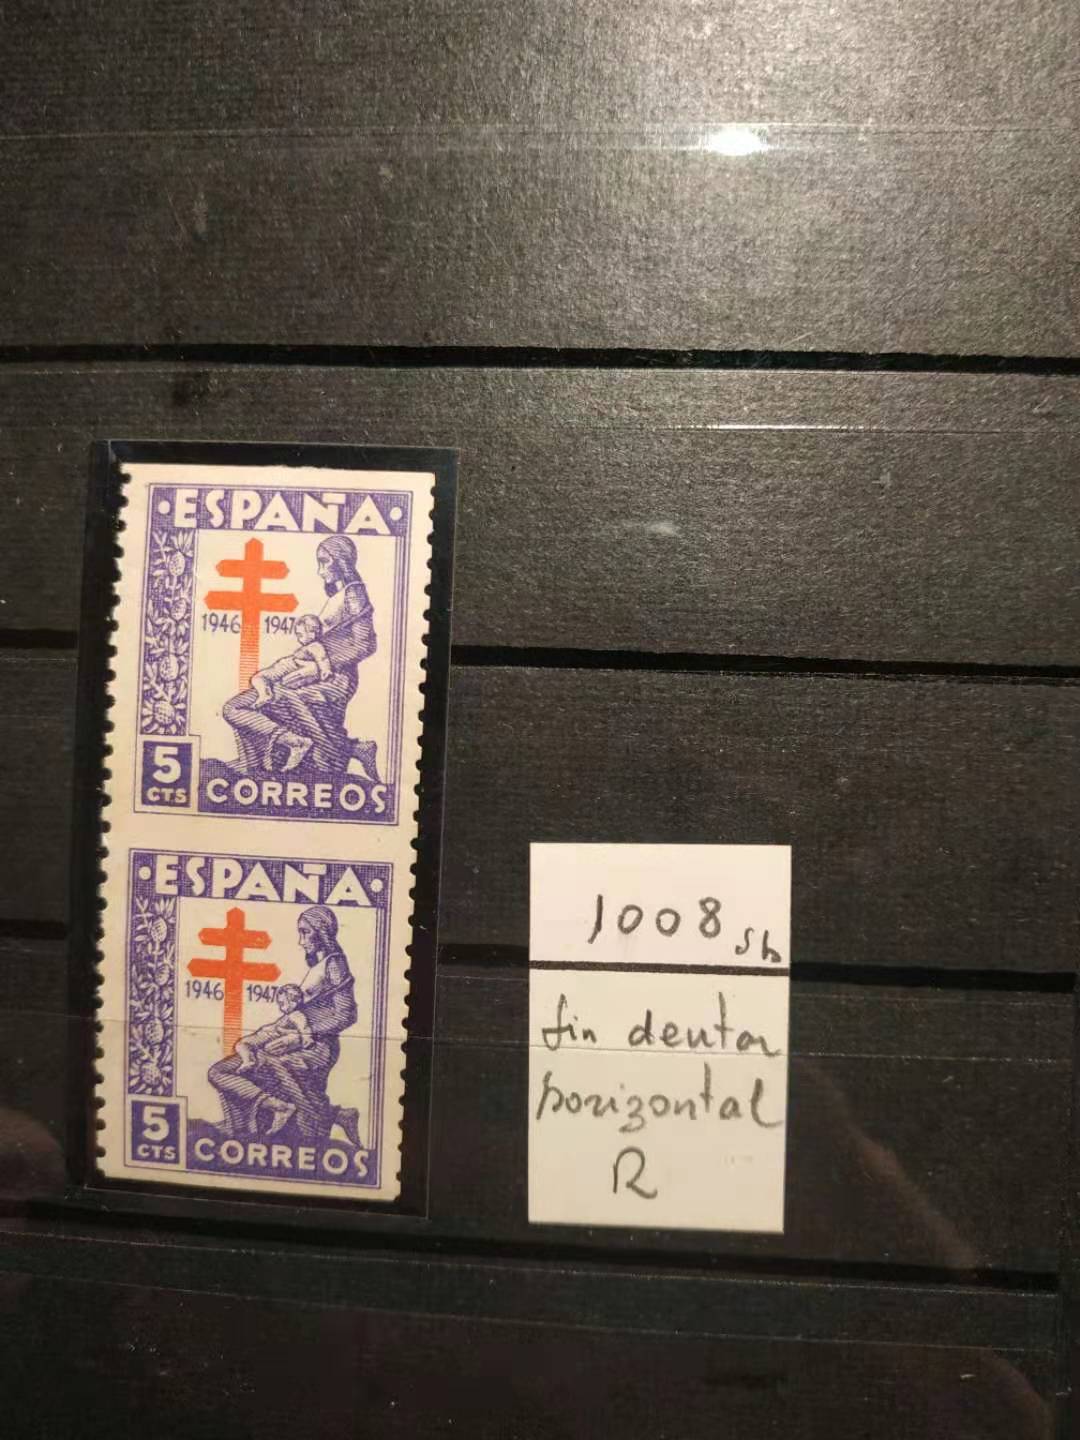 ·ESPAÑA·
1946 1947
5
CTS
CORREOS
·ESPAÑA·
1946 1947
5
CTS
CORREOS
1008 sh
sin dentar
horizontal
R